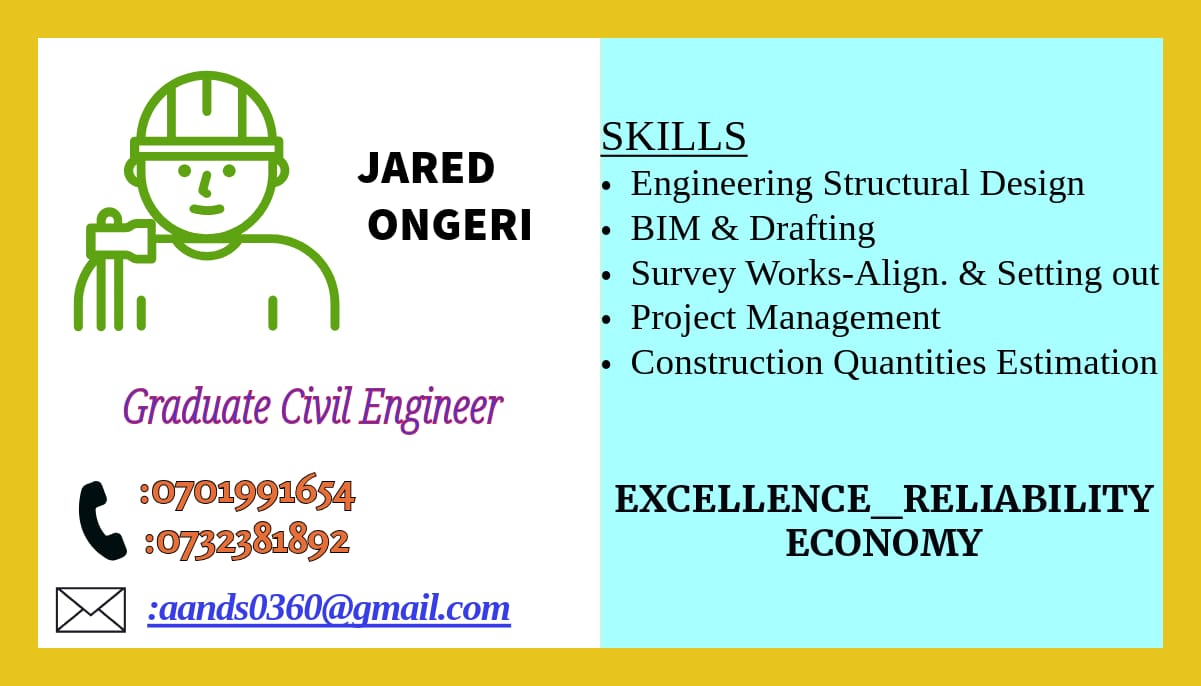 JARED
ONGERI
Graduate Civil Engineer
:0701991654
:0732381892
:aands0360@gmail.com
SKILLS
• Engineering Structural Design
• BIM & Drafting
• Survey Works-Align. & Setting out
• Project Management
• Construction Quantities Estimation
EXCELLENCE__RELIABILITY
ECONOMY